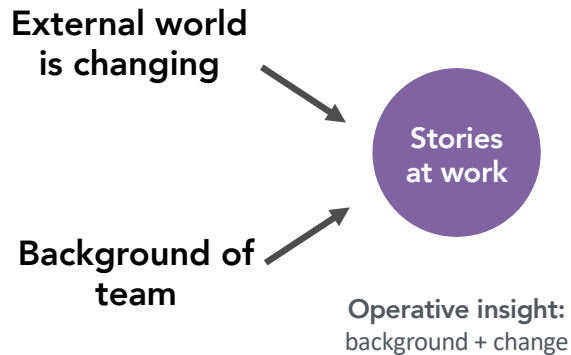 External world
is changing
Stories
at work
Background of
team
Operative insight:
background + change